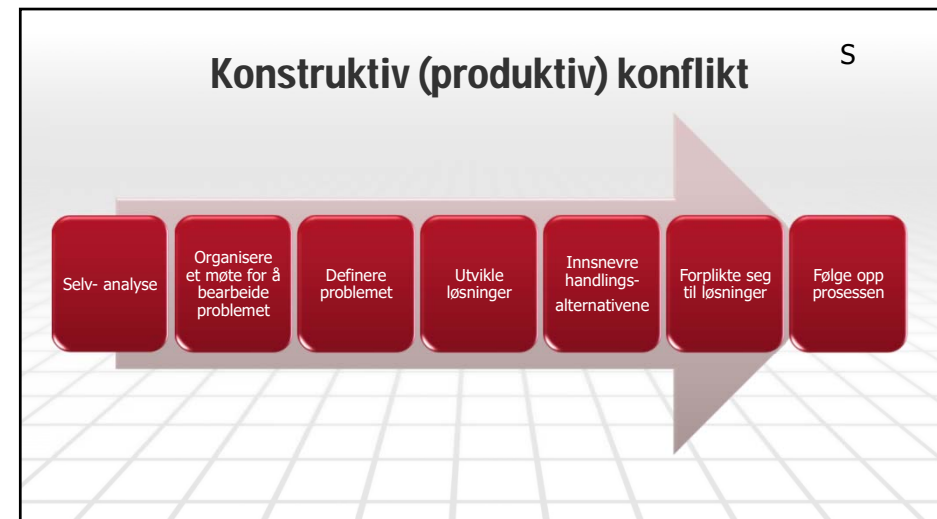 Konstruktiv (produktiv) konflikt
S
Selv- analyse
Organisere
et møte for å
bearbeide
problemet
Definere
problemet
Utvikle
løsninger
Innsnevre
handlings-
alternativene
Forplikte seg
til løsninger
Følge opp
prosessen